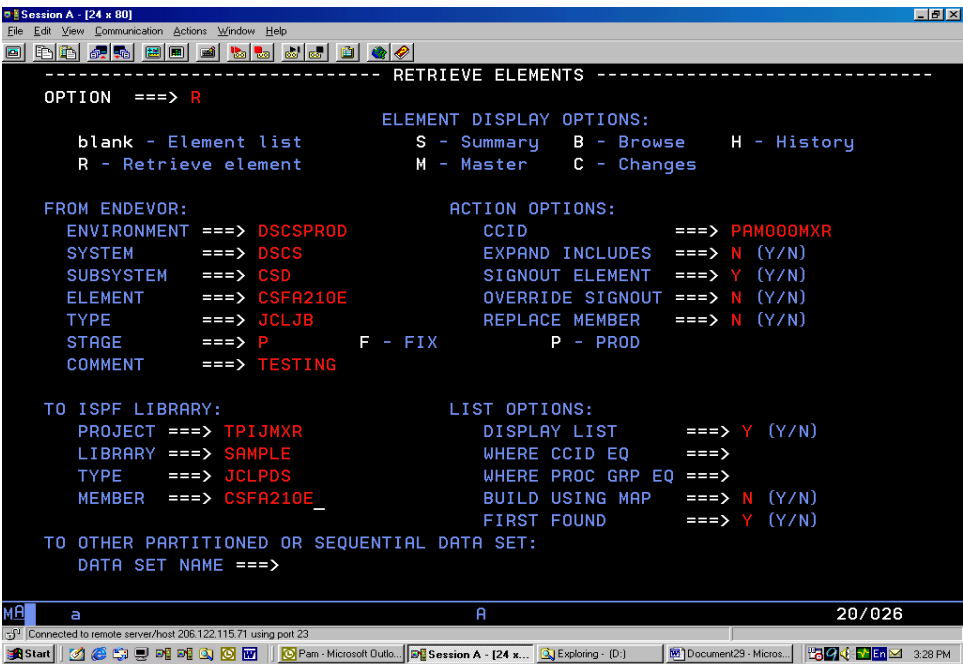 Session A - [24 x 80]
File Edit View Communication Actions Window Help
------------------------------ RETRIEVE ELEMENTS ------------------------------
OPTION ===> R
ELEMENT DISPLAY OPTIONS:
blank - Element list S - Summary B - Browse H - History
R - Retrieve element M - Master C - Changes
FROM ENDEVOR: ACTION OPTIONS:
ENVIRONMENT ===> DSCSPROD CCID ===> PAM000MXR
SYSTEM ===> DSCS EXPAND INCLUDES ===> N (Y/N)
SUBSYSTEM ===> CSD SIGNOUT ELEMENT ===> Y (Y/N)
ELEMENT ===> CSFA210E OVERRIDE SIGNOUT ===> N (Y/N)
TYPE ===> JCLJB REPLACE MEMBER ===> N (Y/N)
STAGE ===> P F - FIX P - PROD
COMMENT ===> TESTING
TO ISPF LIBRARY: LIST OPTIONS:
PROJECT ===> TPIJMXR DISPLAY LIST ===> Y (Y/N)
LIBRARY ===> SAMPLE WHERE CCID EQ ===>
TYPE ===> JCLPDS WHERE PROC GRP EQ ===>
MEMBER ===> CSFA210E_ BUILD USING MAP ===> N (Y/N)
FIRST FOUND ===> Y (Y/N)
TO OTHER PARTITIONED OR SEQUENTIAL DATA SET:
DATA SET NAME ===>
MA a A 20/026
Connected to remote server/host 206.122.115.71 using port 23
Start Pam - Microsoft Outlo... Session A - [24 x... Exploring - (D:) Document29 - Micros... En 3:28 PM